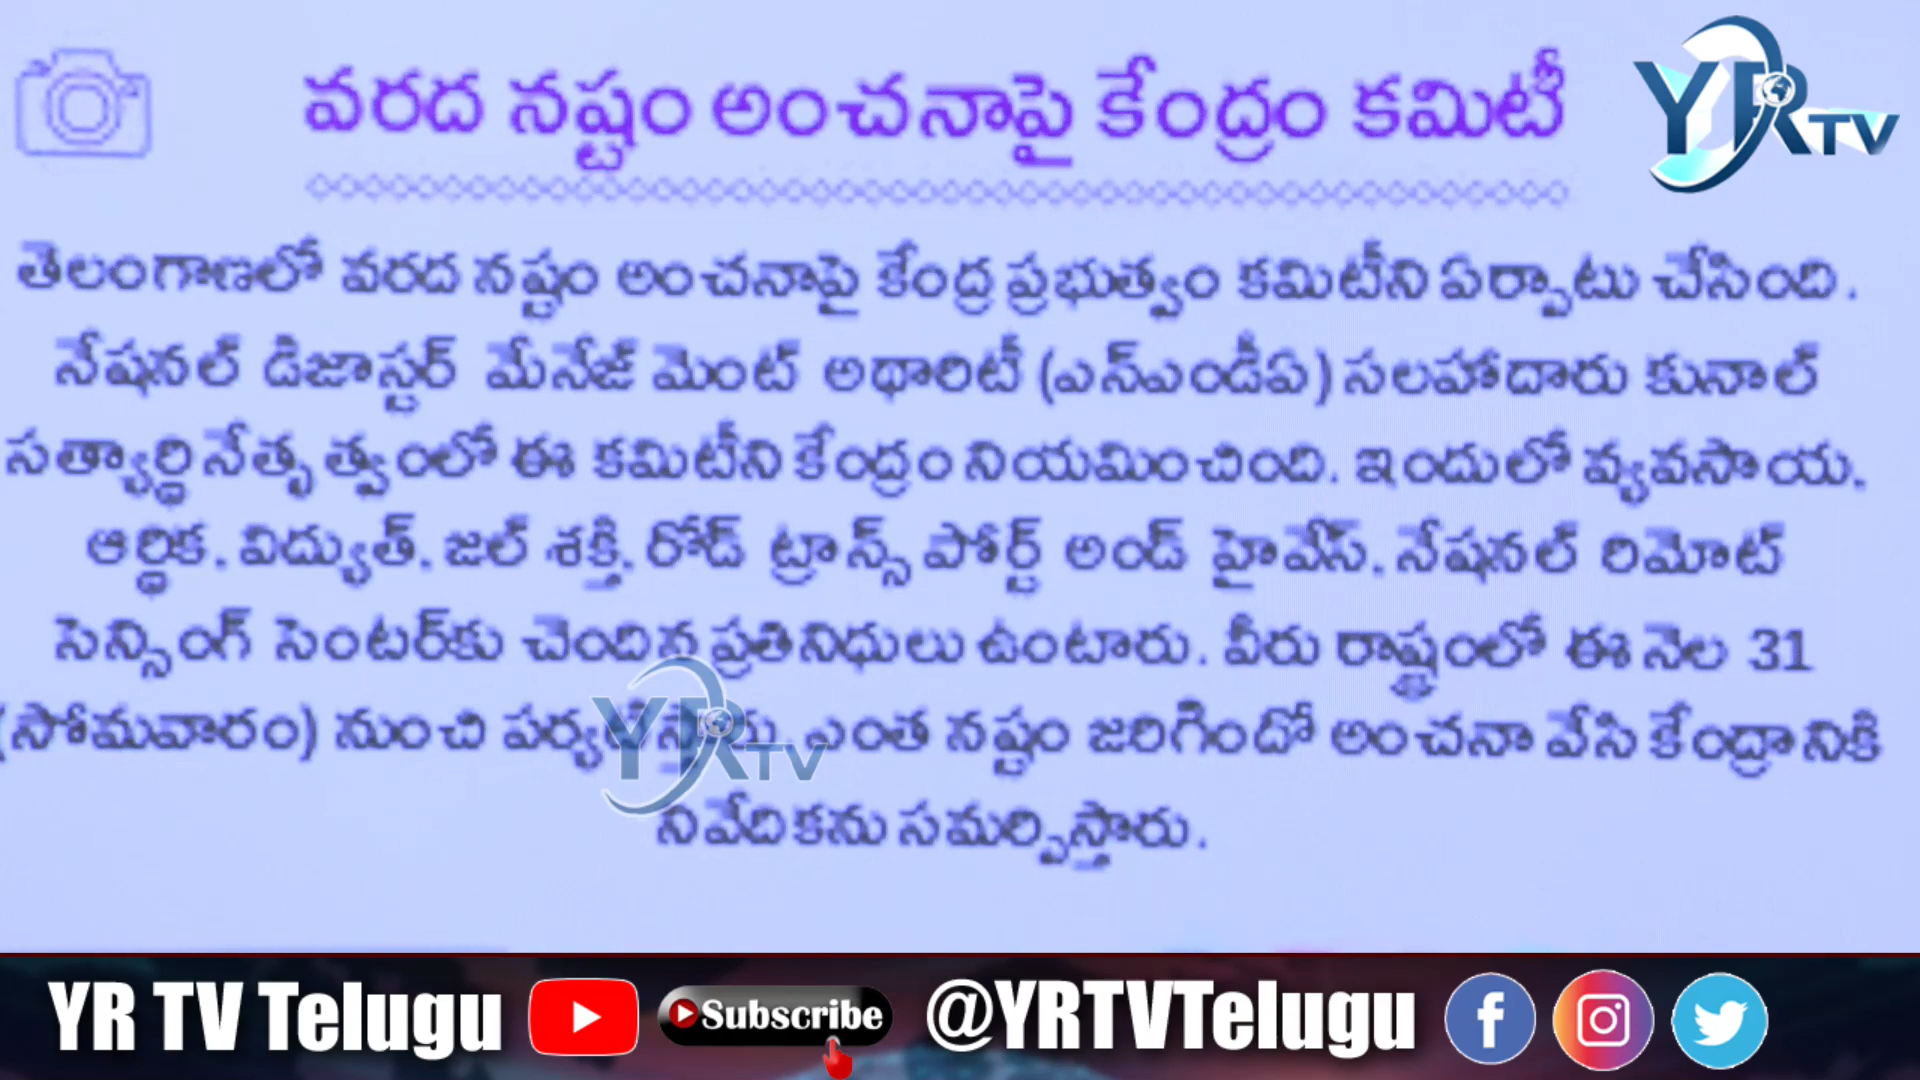 YR TV
వరద నష్టం అంచనాపై కేంద్రం కమిటీ
తెలంగాణలో వరద నష్టం అంచనాపై కేంద్ర ప్రభుత్వం కమిటీని ఏర్పాటు చేసింది.
నేషనల్ డిజాస్టర్ మేనేజ్ మెంట్ అథారిటీ (ఎన్ఎండీఏ) సలహాదారు కునాల్
సత్యార్థి నేతృత్వంలో ఈ కమిటీని కేంద్రం నియమించింది. ఇందులో వ్యవసాయ,
ఆర్థిక, విద్యుత్, జల్ శక్తి, రోడ్ ట్రాన్స్ పోర్ట్ అండ్ హైవేస్, నేషనల్ రిమోట్
సెన్సింగ్ సెంటర్‌కు చెందిన ప్రతినిధులు ఉంటారు. వీరు రాష్ట్రంలో ఈ నెల 31
(సోమవారం) నుంచి ఎంత నష్టం జరిగిందో అంచనా వేసి కేంద్రానికి
నివేదికను సమర్పిస్తారు.
YR TV
YR TV Telugu Subscribe @YRTVTelugu